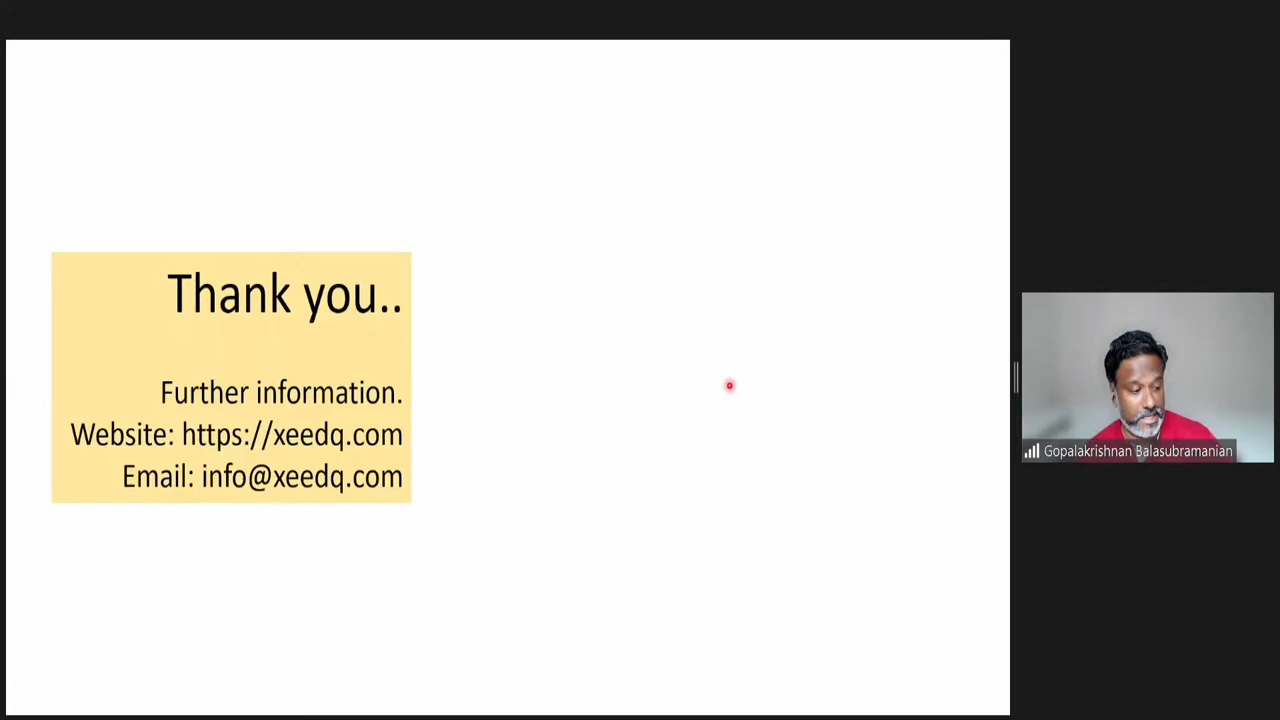 Thank you..
Further information.
Website: https://xeedq.com
Email: info@xeedq.com
Gopalakrishnan Balasubramanian